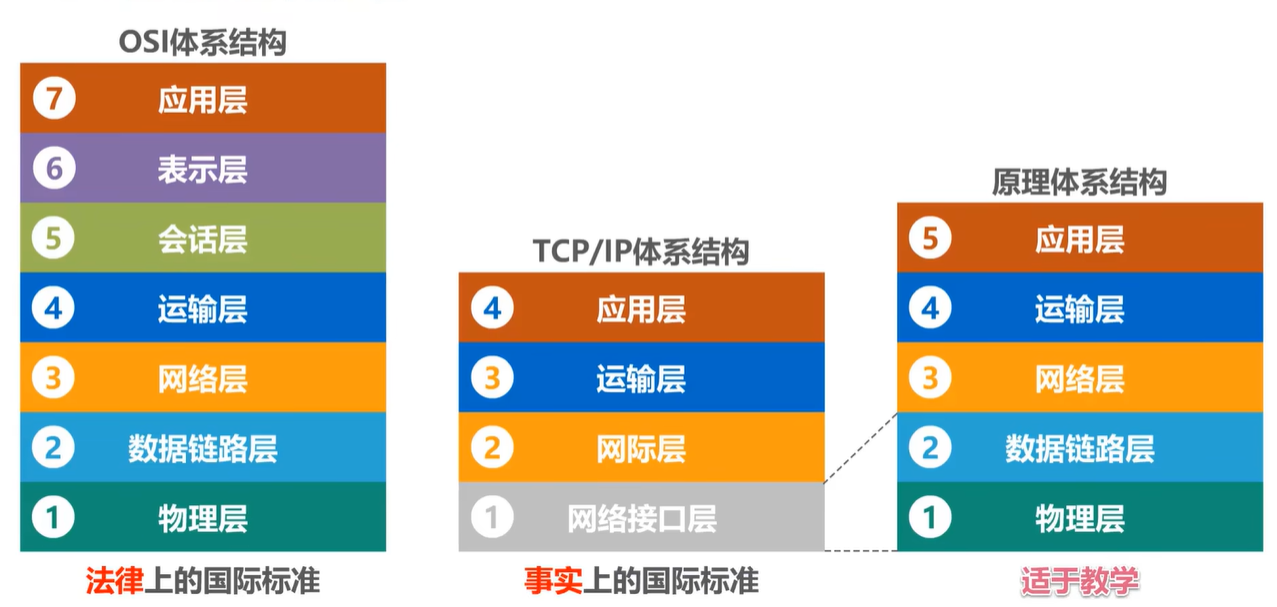 OSI体系结构
7 应用层
6 表示层
5 会话层
4 运输层
3 网络层
2 数据链路层
1 物理层
法律上的国际标准
TCP/IP体系结构
4 应用层
3 运输层
2 网际层
1 网络接口层
事实上的国际标准
原理体系结构
5 应用层
4 运输层
3 网络层
2 数据链路层
1 物理层
适于教学